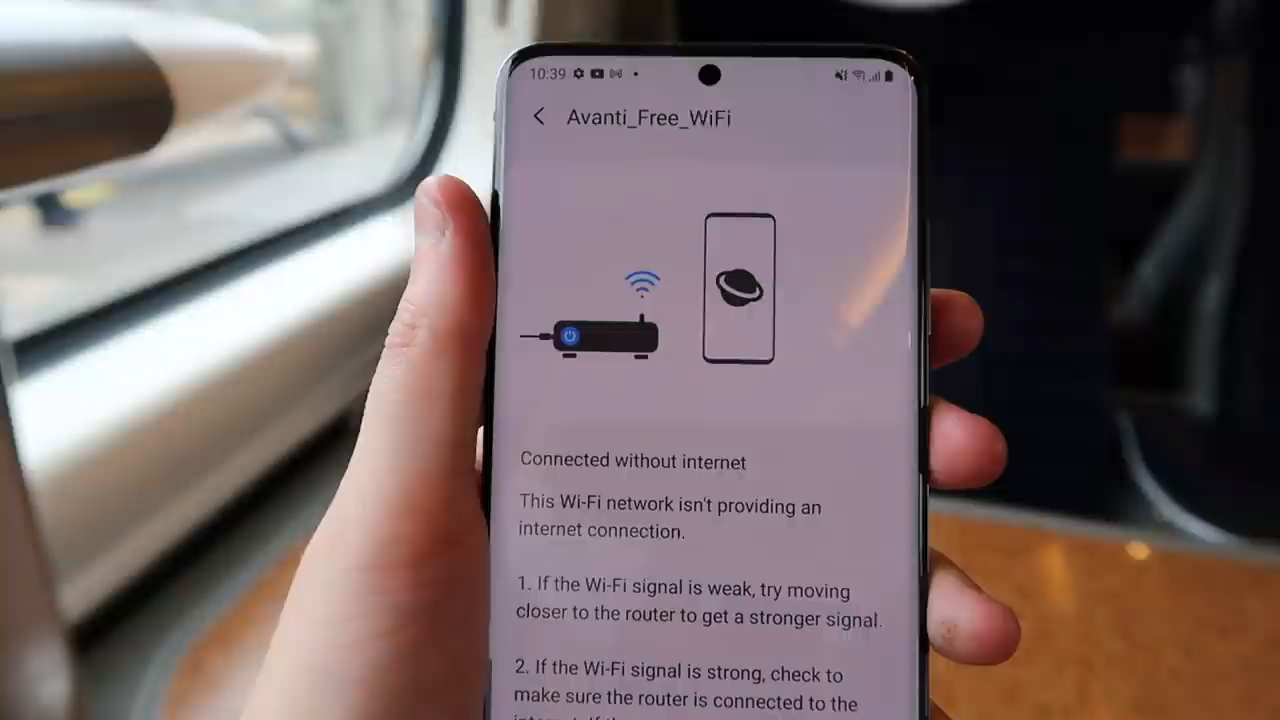 10:39
Avanti_Free_WiFi
Connected without internet
This Wi-Fi network isn't providing an
internet connection.
1. If the Wi-Fi signal is weak, try moving
closer to the router to get a stronger signal.
2. If the Wi-Fi signal is strong, check to
make sure the router is connected to the